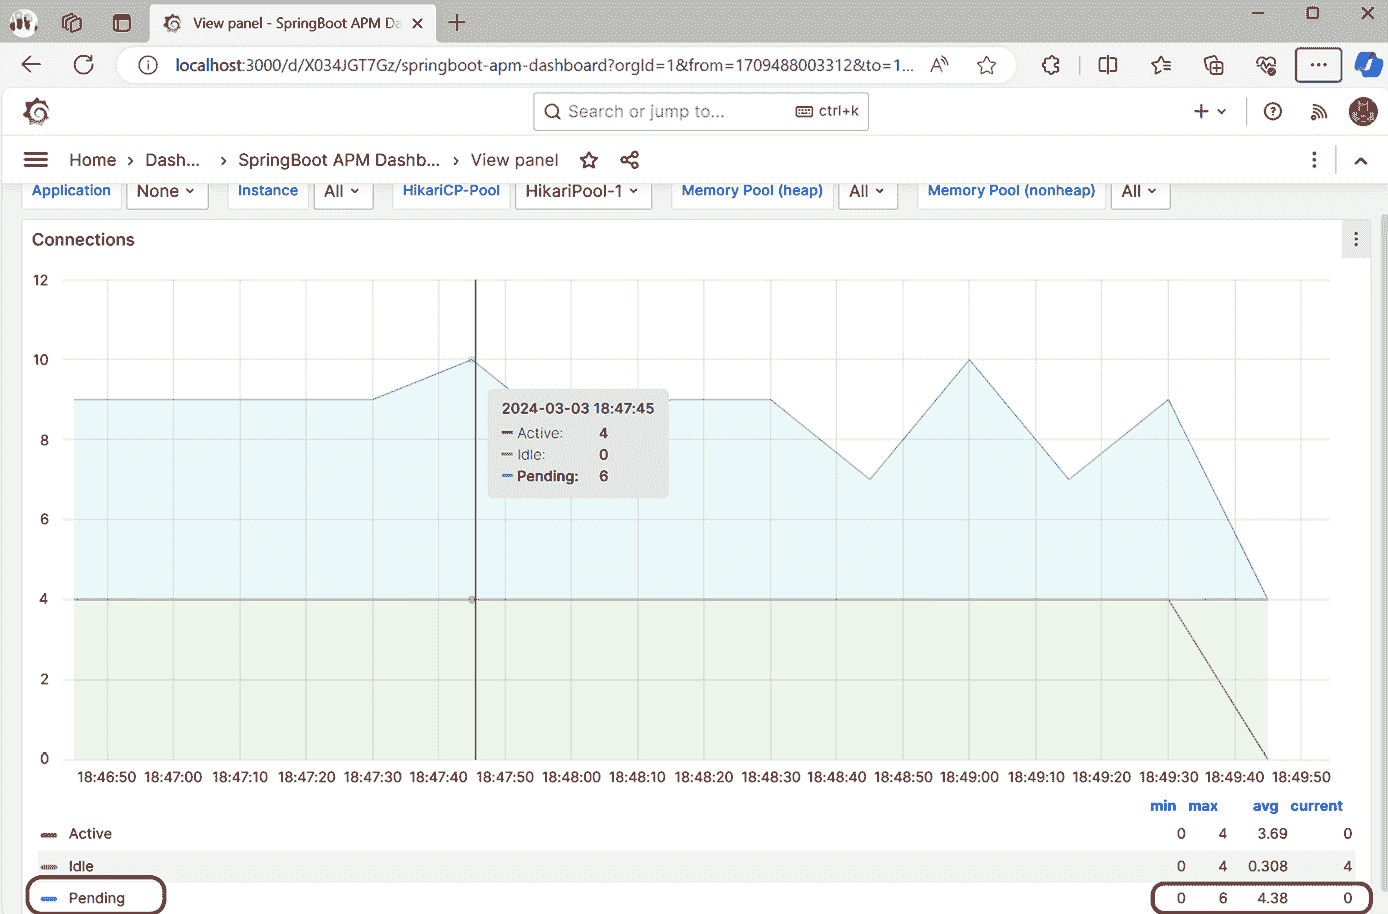 View panel - SpringBoot APM Da
localhost:3000/d/X034JGT7Gz/springboot-apm-dashboard?orgId=1&from=1709488003312&to=1...
Search or jump to... ctrl+k
Home > Dash... > SpringBoot APM Dashb... > View panel
Application None Instance All HikariCP-Pool HikariPool-1 Memory Pool (heap) All Memory Pool (nonheap) All
Connections
12
10
8
6
4
2
0
2024-03-03 18:47:45
Active: 4
Idle: 0
Pending: 6
18:46:50 18:47:00 18:47:10 18:47:20 18:47:30 18:47:40 18:47:50 18:48:00 18:48:10 18:48:20 18:48:30 18:48:40 18:48:50 18:49:00 18:49:10 18:49:20 18:49:30 18:49:40 18:49:50
min max avg current
Active 0 4 3.69 0
Idle 0 4 0.308 4
Pending 0 6 4.38 0